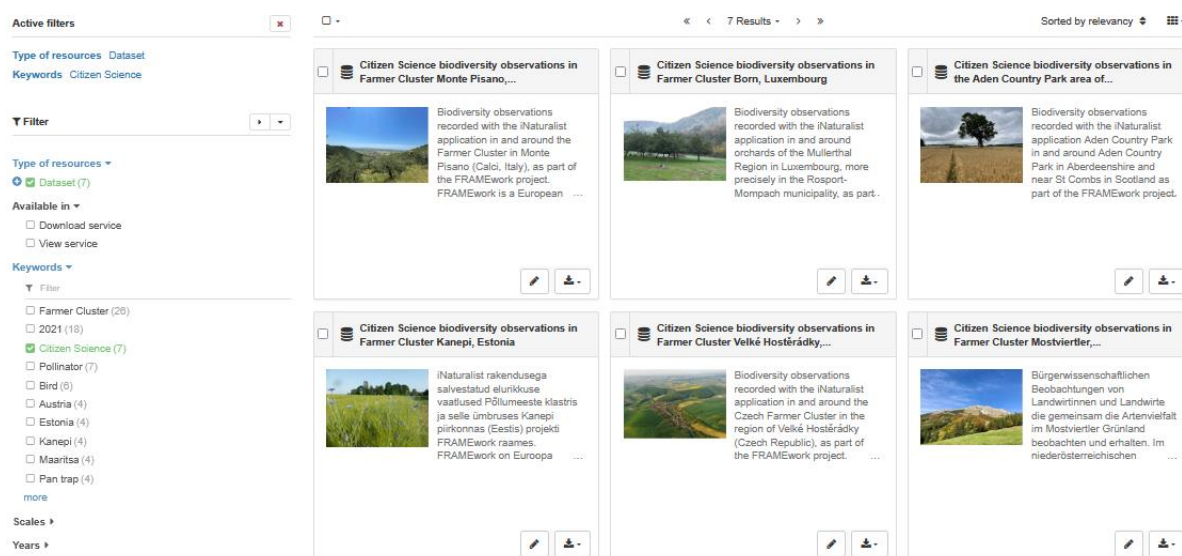 Active filters
Type of resources Dataset
Keywords Citizen Science
Filter
Type of resources
Dataset (7)
Available in
Download service
View service
Keywords
Filter
Farmer Cluster (26)
2021 (18)
Citizen Science (7)
Pollinator (7)
Bird (6)
Austria (4)
Estonia (4)
Kanepi (4)
Maaritsa (4)
Pan trap (4)
more
Scales
Years
« ‹ 7 Results › »
Sorted by relevancy
Citizen Science biodiversity observations in
Farmer Cluster Monte Pisano,...
Biodiversity observations
recorded with the iNaturalist
application in and around the
Farmer Cluster in Monte
Pisano (Calci, Italy), as part of
the FRAMEwork project.
FRAMEwork is a European ...
Citizen Science biodiversity observations in
Farmer Cluster Born, Luxembourg
Biodiversity observations
recorded with the iNaturalist
application in and around
orchards of the Mullerthal
Region in Luxembourg, more
precisely in the Rosport-
Mompach municipality, as part..
Citizen Science biodiversity observations in
the Aden Country Park area of...
Biodiversity observations
recorded with the iNaturalist
application Aden Country Park
in and around Aden Country
Park in Aberdeenshire and
near St Combs in Scotland as
part of the FRAMEwork project.
Citizen Science biodiversity observations in
Farmer Cluster Kanepi, Estonia
iNaturalist rakendusega
salvestatud elurikkuse
vaatlused Põllumeeste klastris
ja selle ümbruses Kanepi
piirkonnas (Eestis) projekti
FRAMEwork raames.
FRAMEwork on Euroopa ...
Citizen Science biodiversity observations in
Farmer Cluster Velké Hostěrádky,...
Biodiversity observations
recorded with the iNaturalist
application in and around the
Czech Farmer Cluster in the
region of Velké Hostěrádky
(Czech Republic), as part of
the FRAMEwork project. ...
Citizen Science biodiversity observations in
Farmer Cluster Mostviertler,...
Bürgerwissenschaftlichen
Beobachtungen von
Landwirtinnen und Landwirte
die gemeinsam die Artenvielfalt
im Mostviertler Grünland
beobachten und erhalten. Im
niederösterreichischen ...